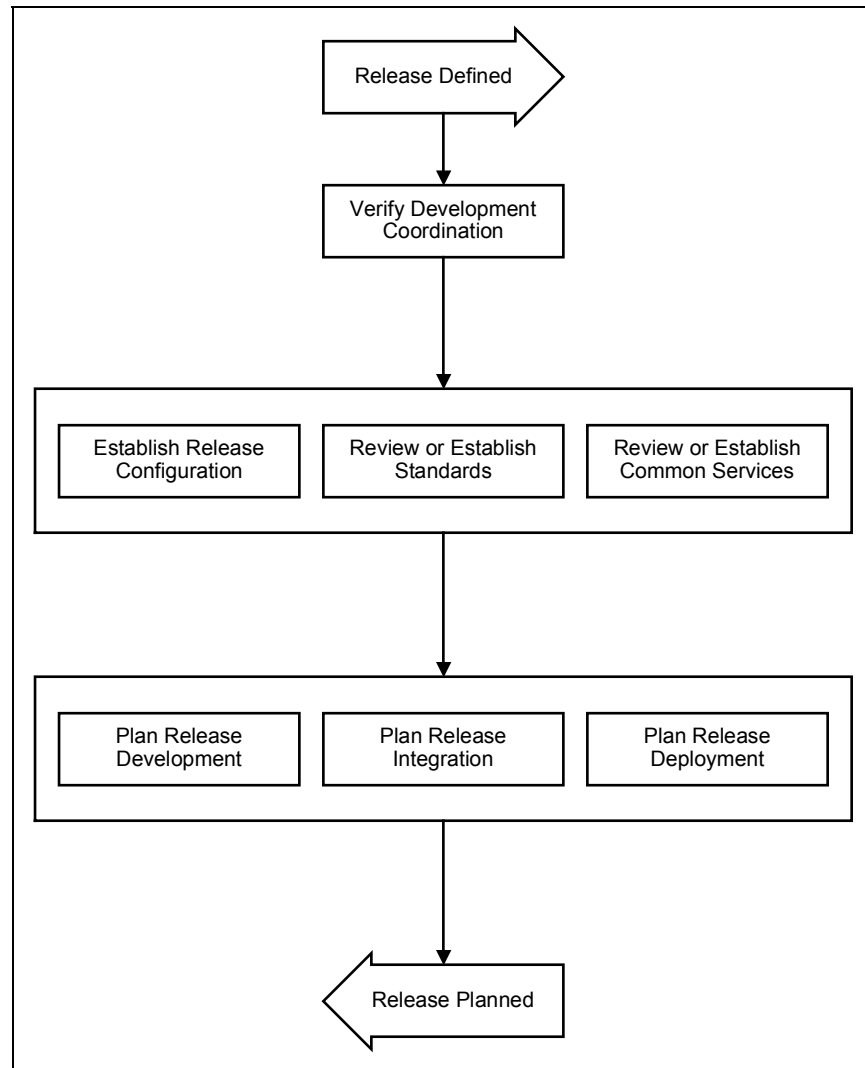 Release Defined
Verify Development
Coordination
Establish Release
Configuration
Review or Establish
Standards
Review or Establish
Common Services
Plan Release
Development
Plan Release
Integration
Plan Release
Deployment
Release Planned